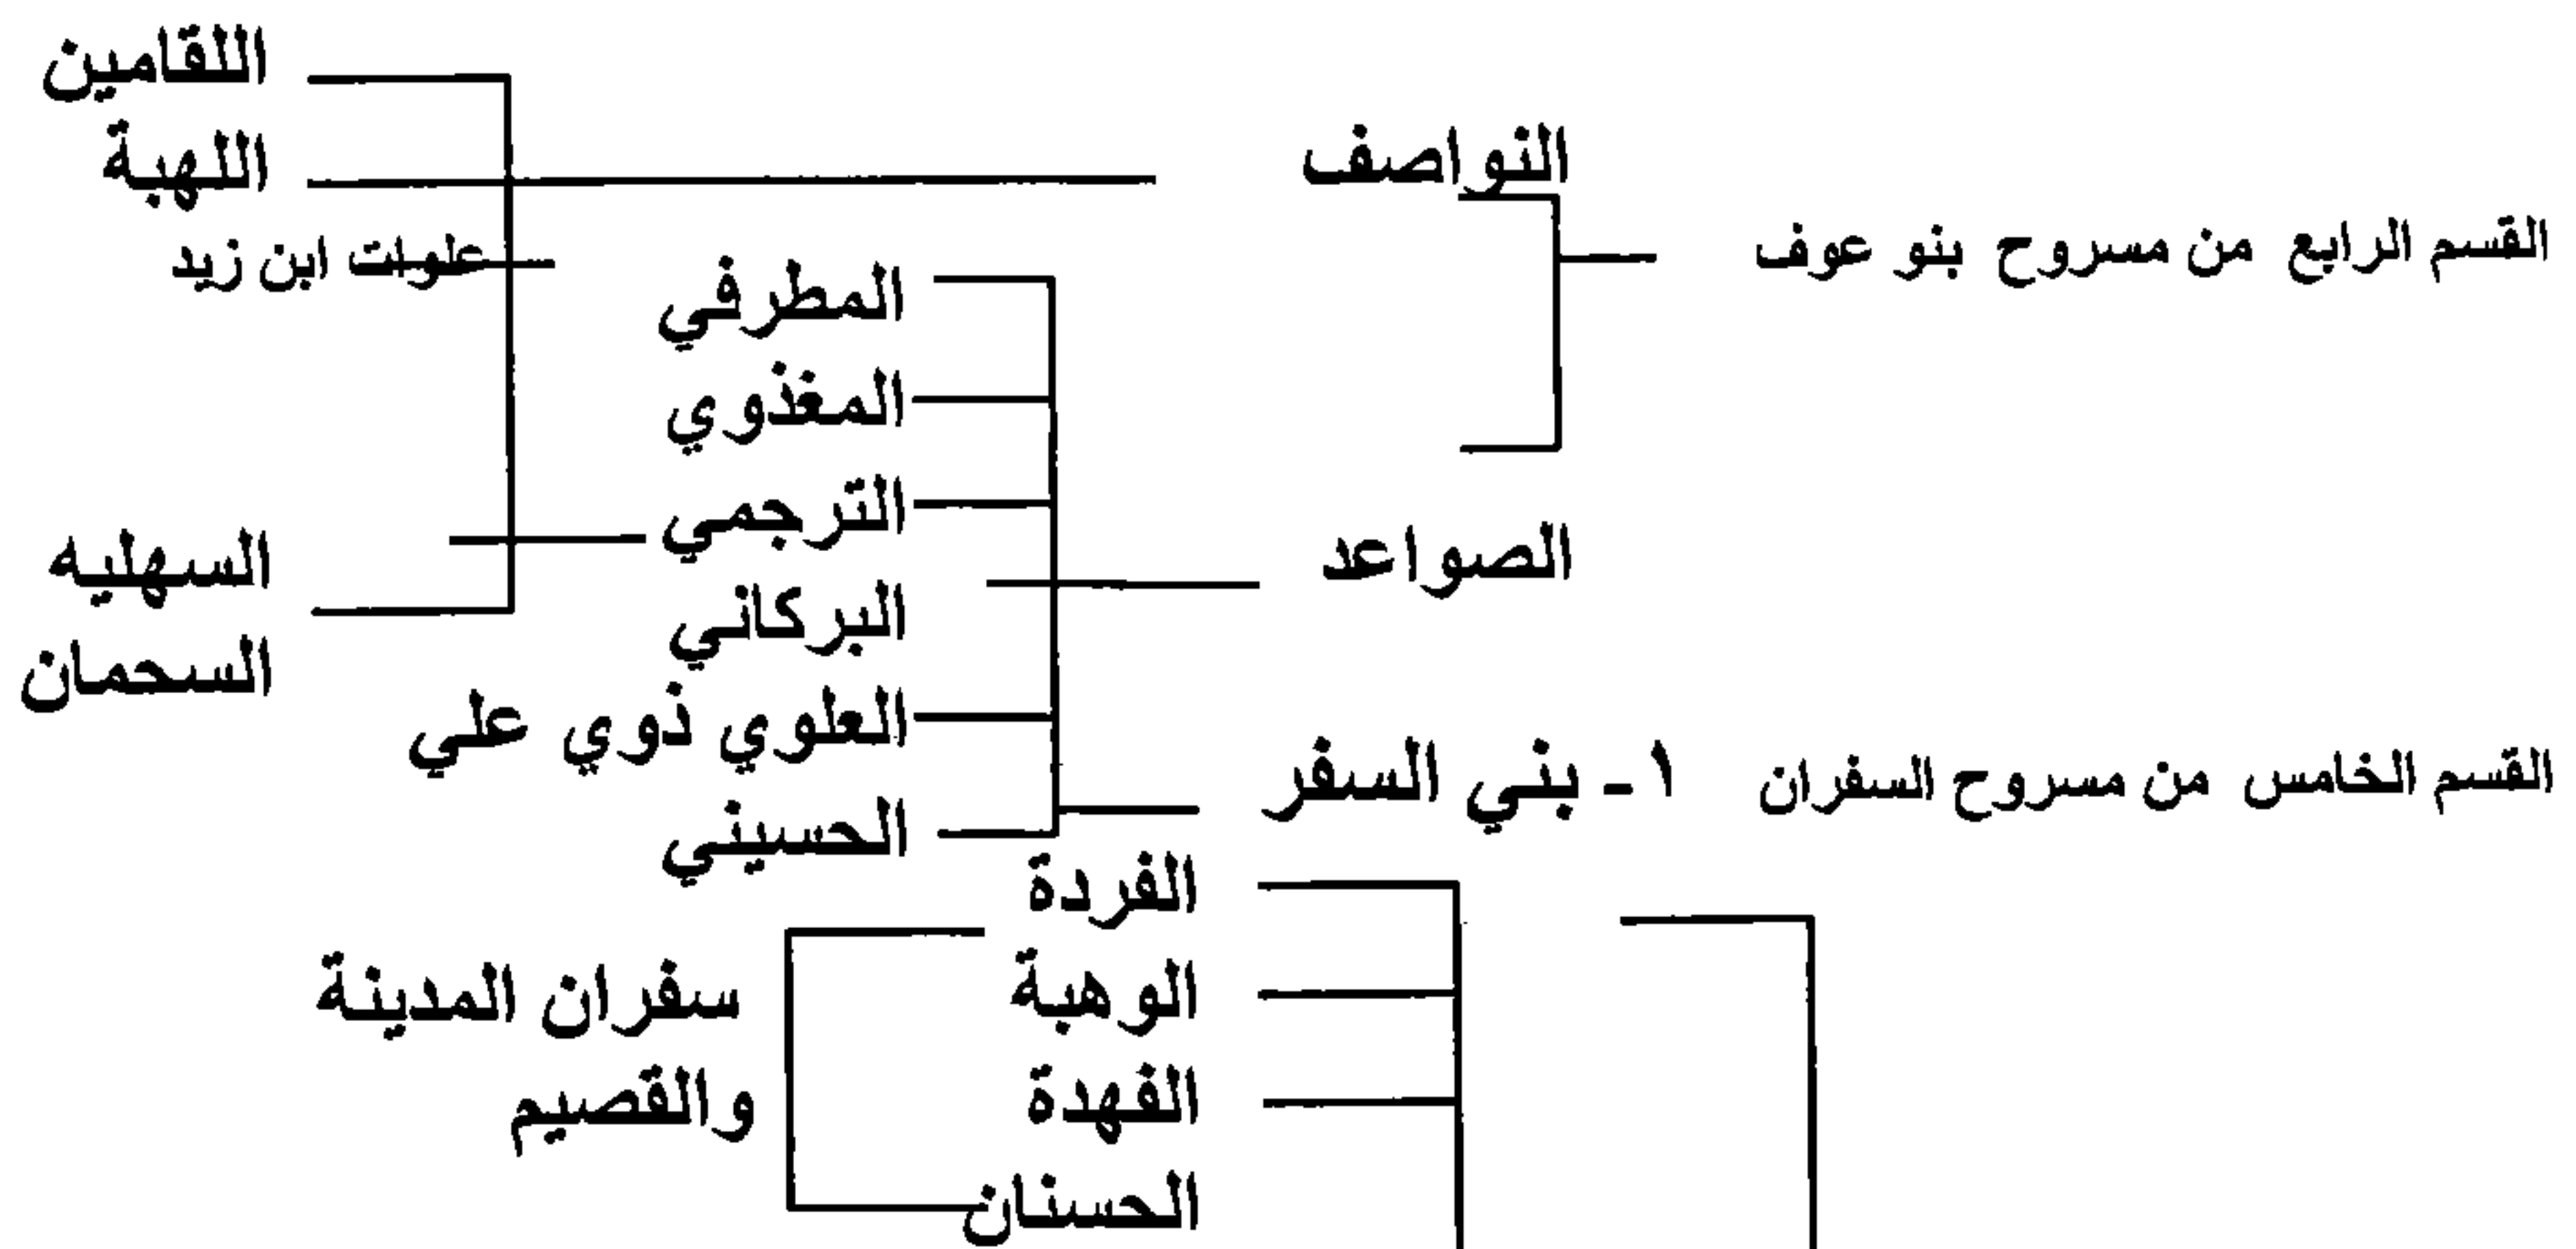 اللقامين
اللهبة
النواصف
القسم الرابع من مسروح بنو عوف
علوات ابن زيد
المطرفي
المغذوي
الترجمي
الصواعد
السهليه
البركاني
السحمان
العلوي ذوي علي
القسم الخامس من مسروح السفران
١ - بني السفر
الحسيني
الفردة
الوهبة
سفران المدينة
والقصيم
الفهدة
الحسنان